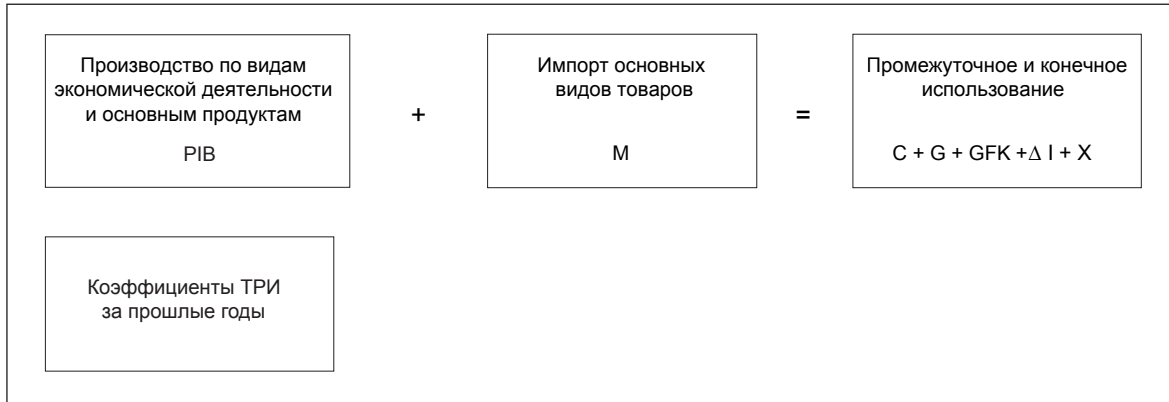 Производство по видам
экономической деятельности
и основным продуктам
PIB
+
Импорт основных
видов товаров
M
=
Промежуточное и конечное
использование
C + G + GFK +Δ I + X
Коэффициенты ТРИ
за прошлые годы